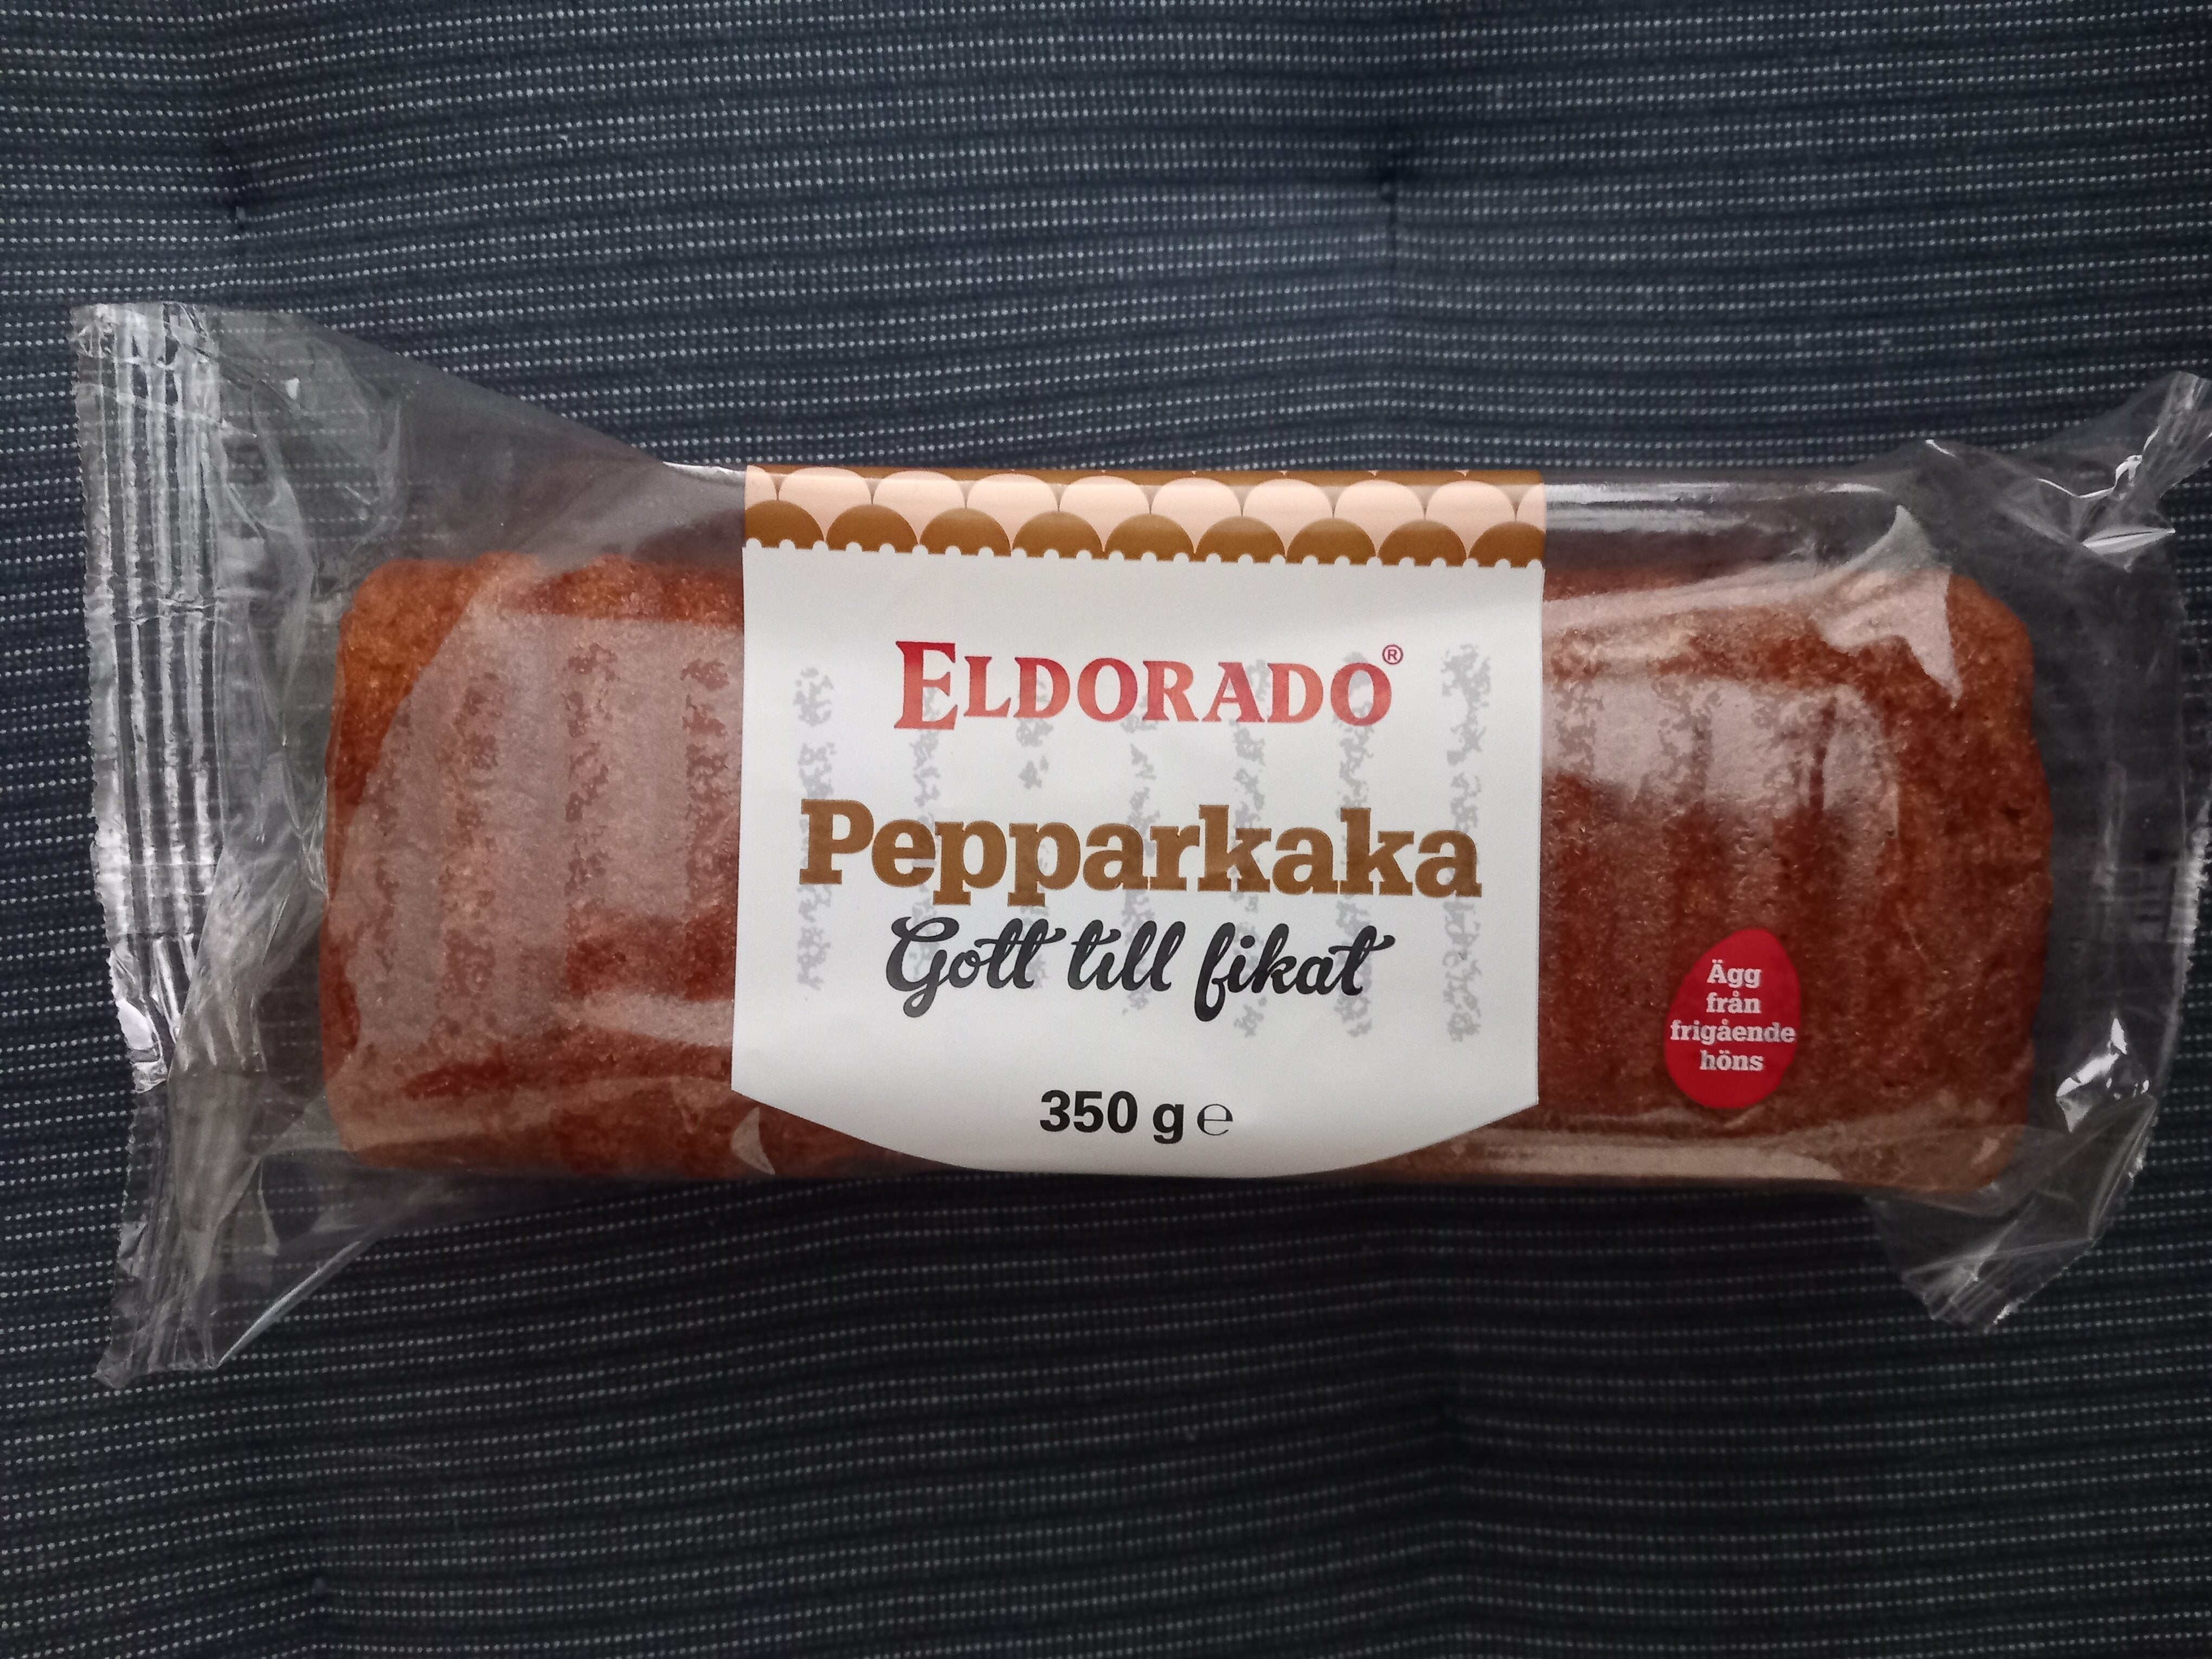 ELDORADO®
Pepparkaka
Gott till fikat
350 g ℮
Ägg
från
frigående
höns